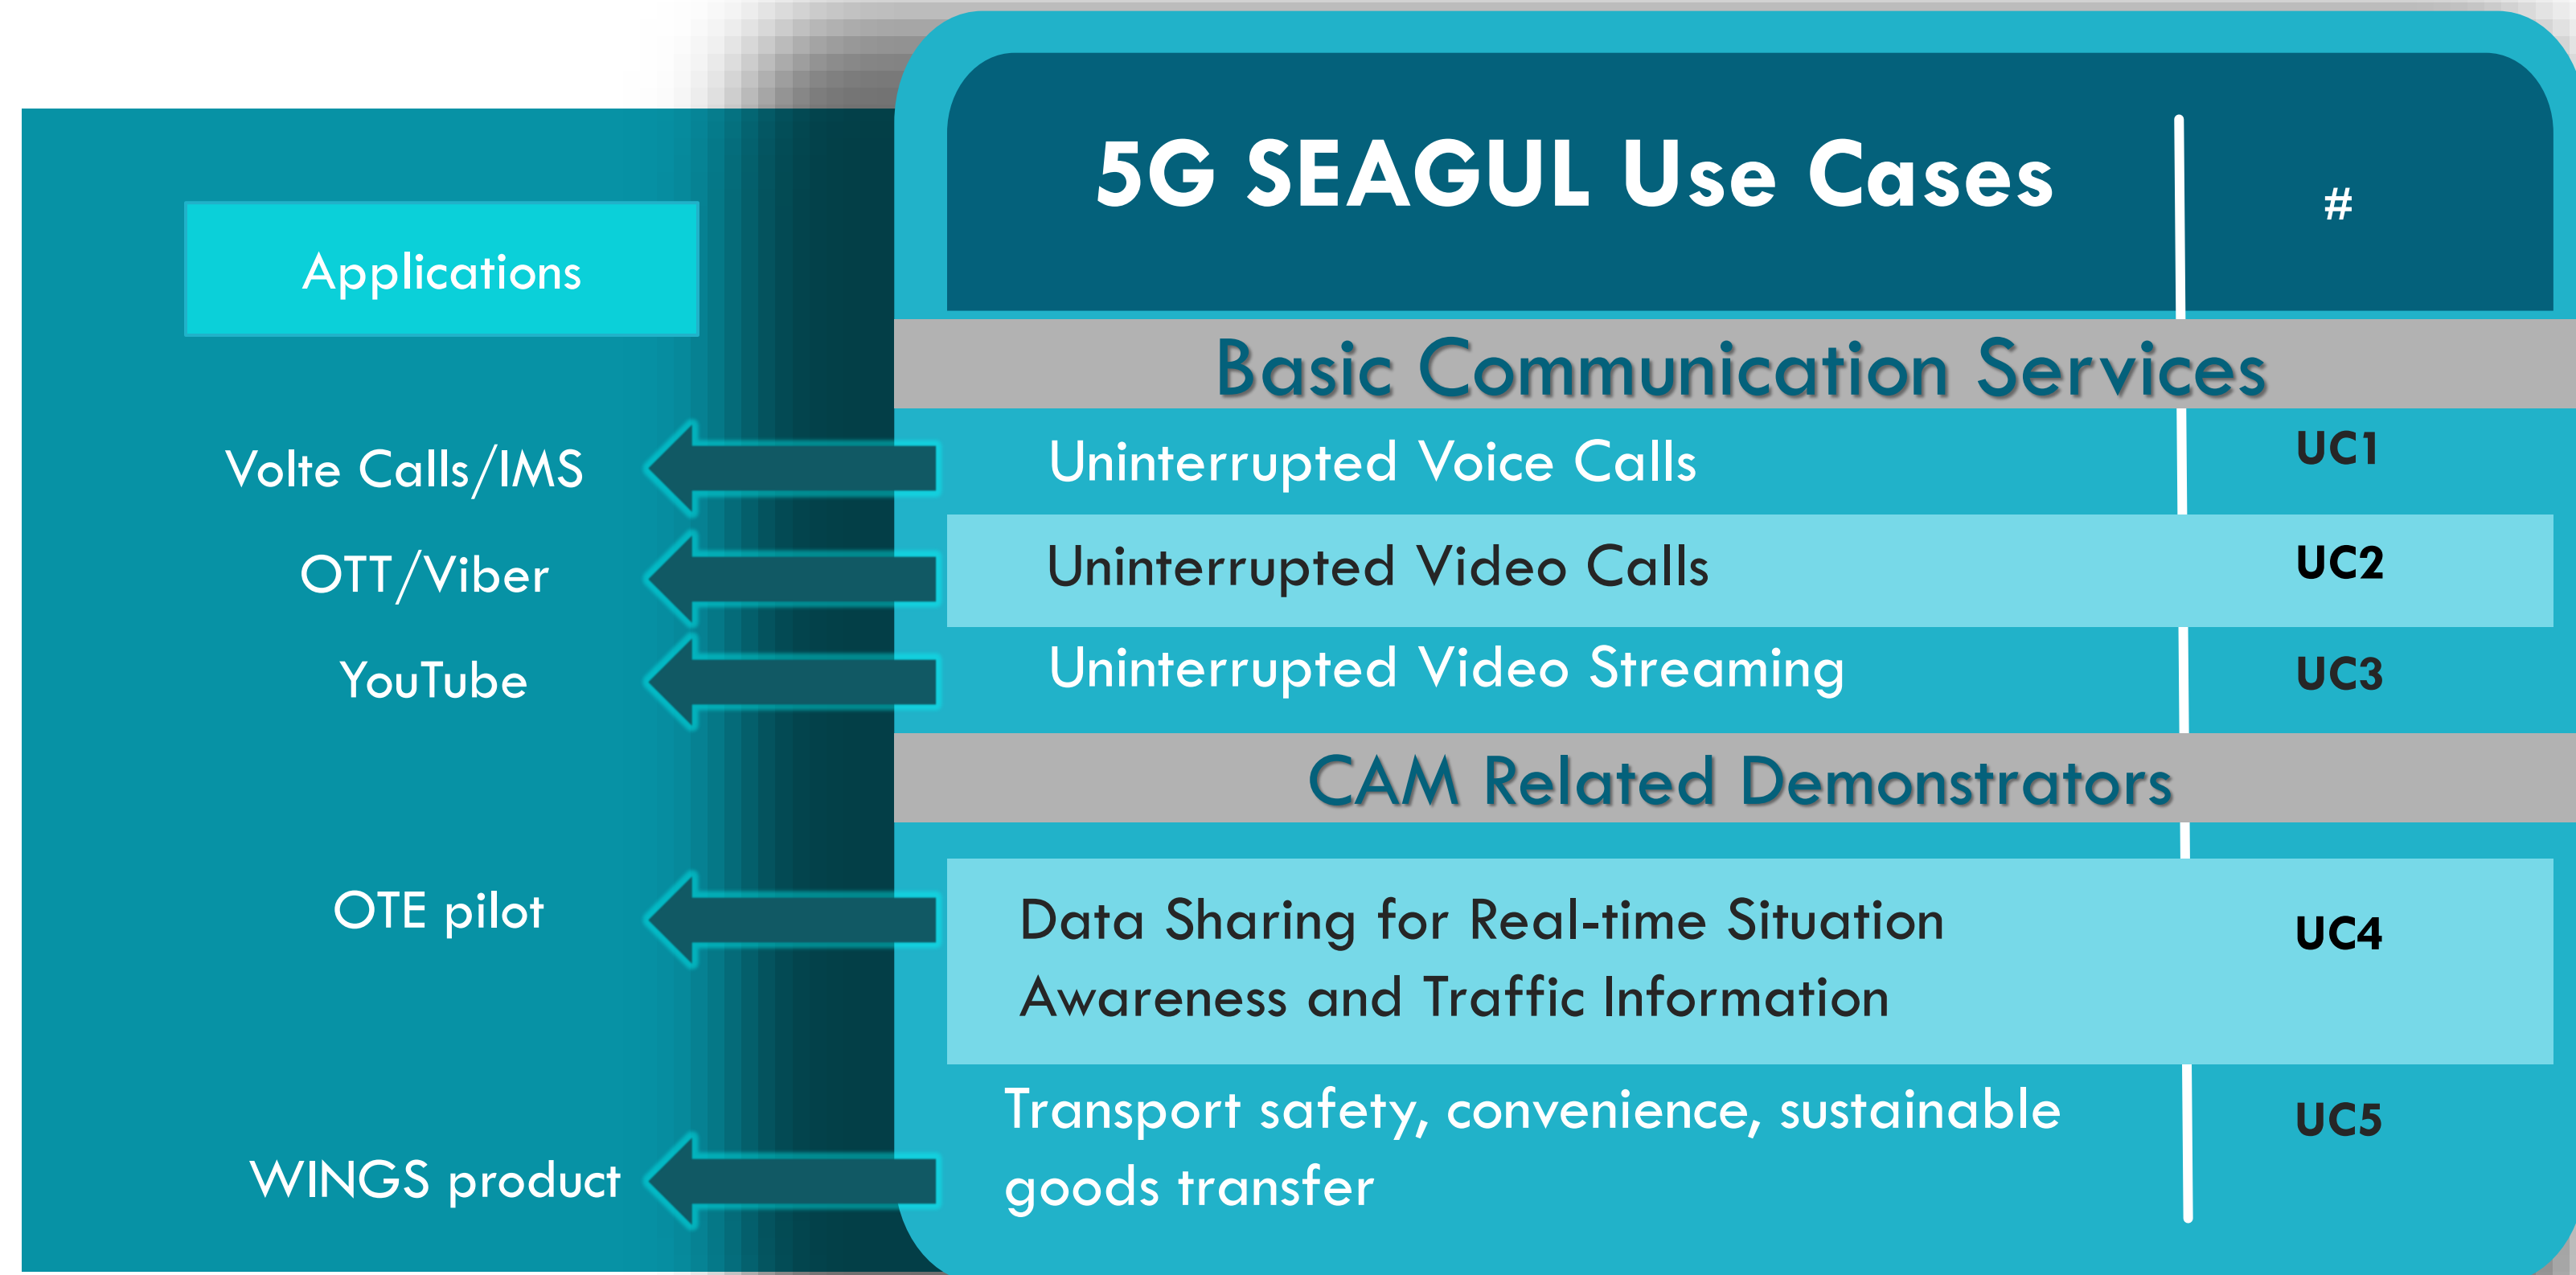 5G SEAGUL Use Cases
#
Applications
Basic Communication Services
Volte Calls/IMS
Uninterrupted Voice Calls
UC1
OTT/Viber
Uninterrupted Video Calls
UC2
YouTube
Uninterrupted Video Streaming
UC3
CAM Related Demonstrators
OTE pilot
Data Sharing for Real-time Situation
Awareness and Traffic Information
UC4
WINGS product
Transport safety, convenience, sustainable
goods transfer
UC5